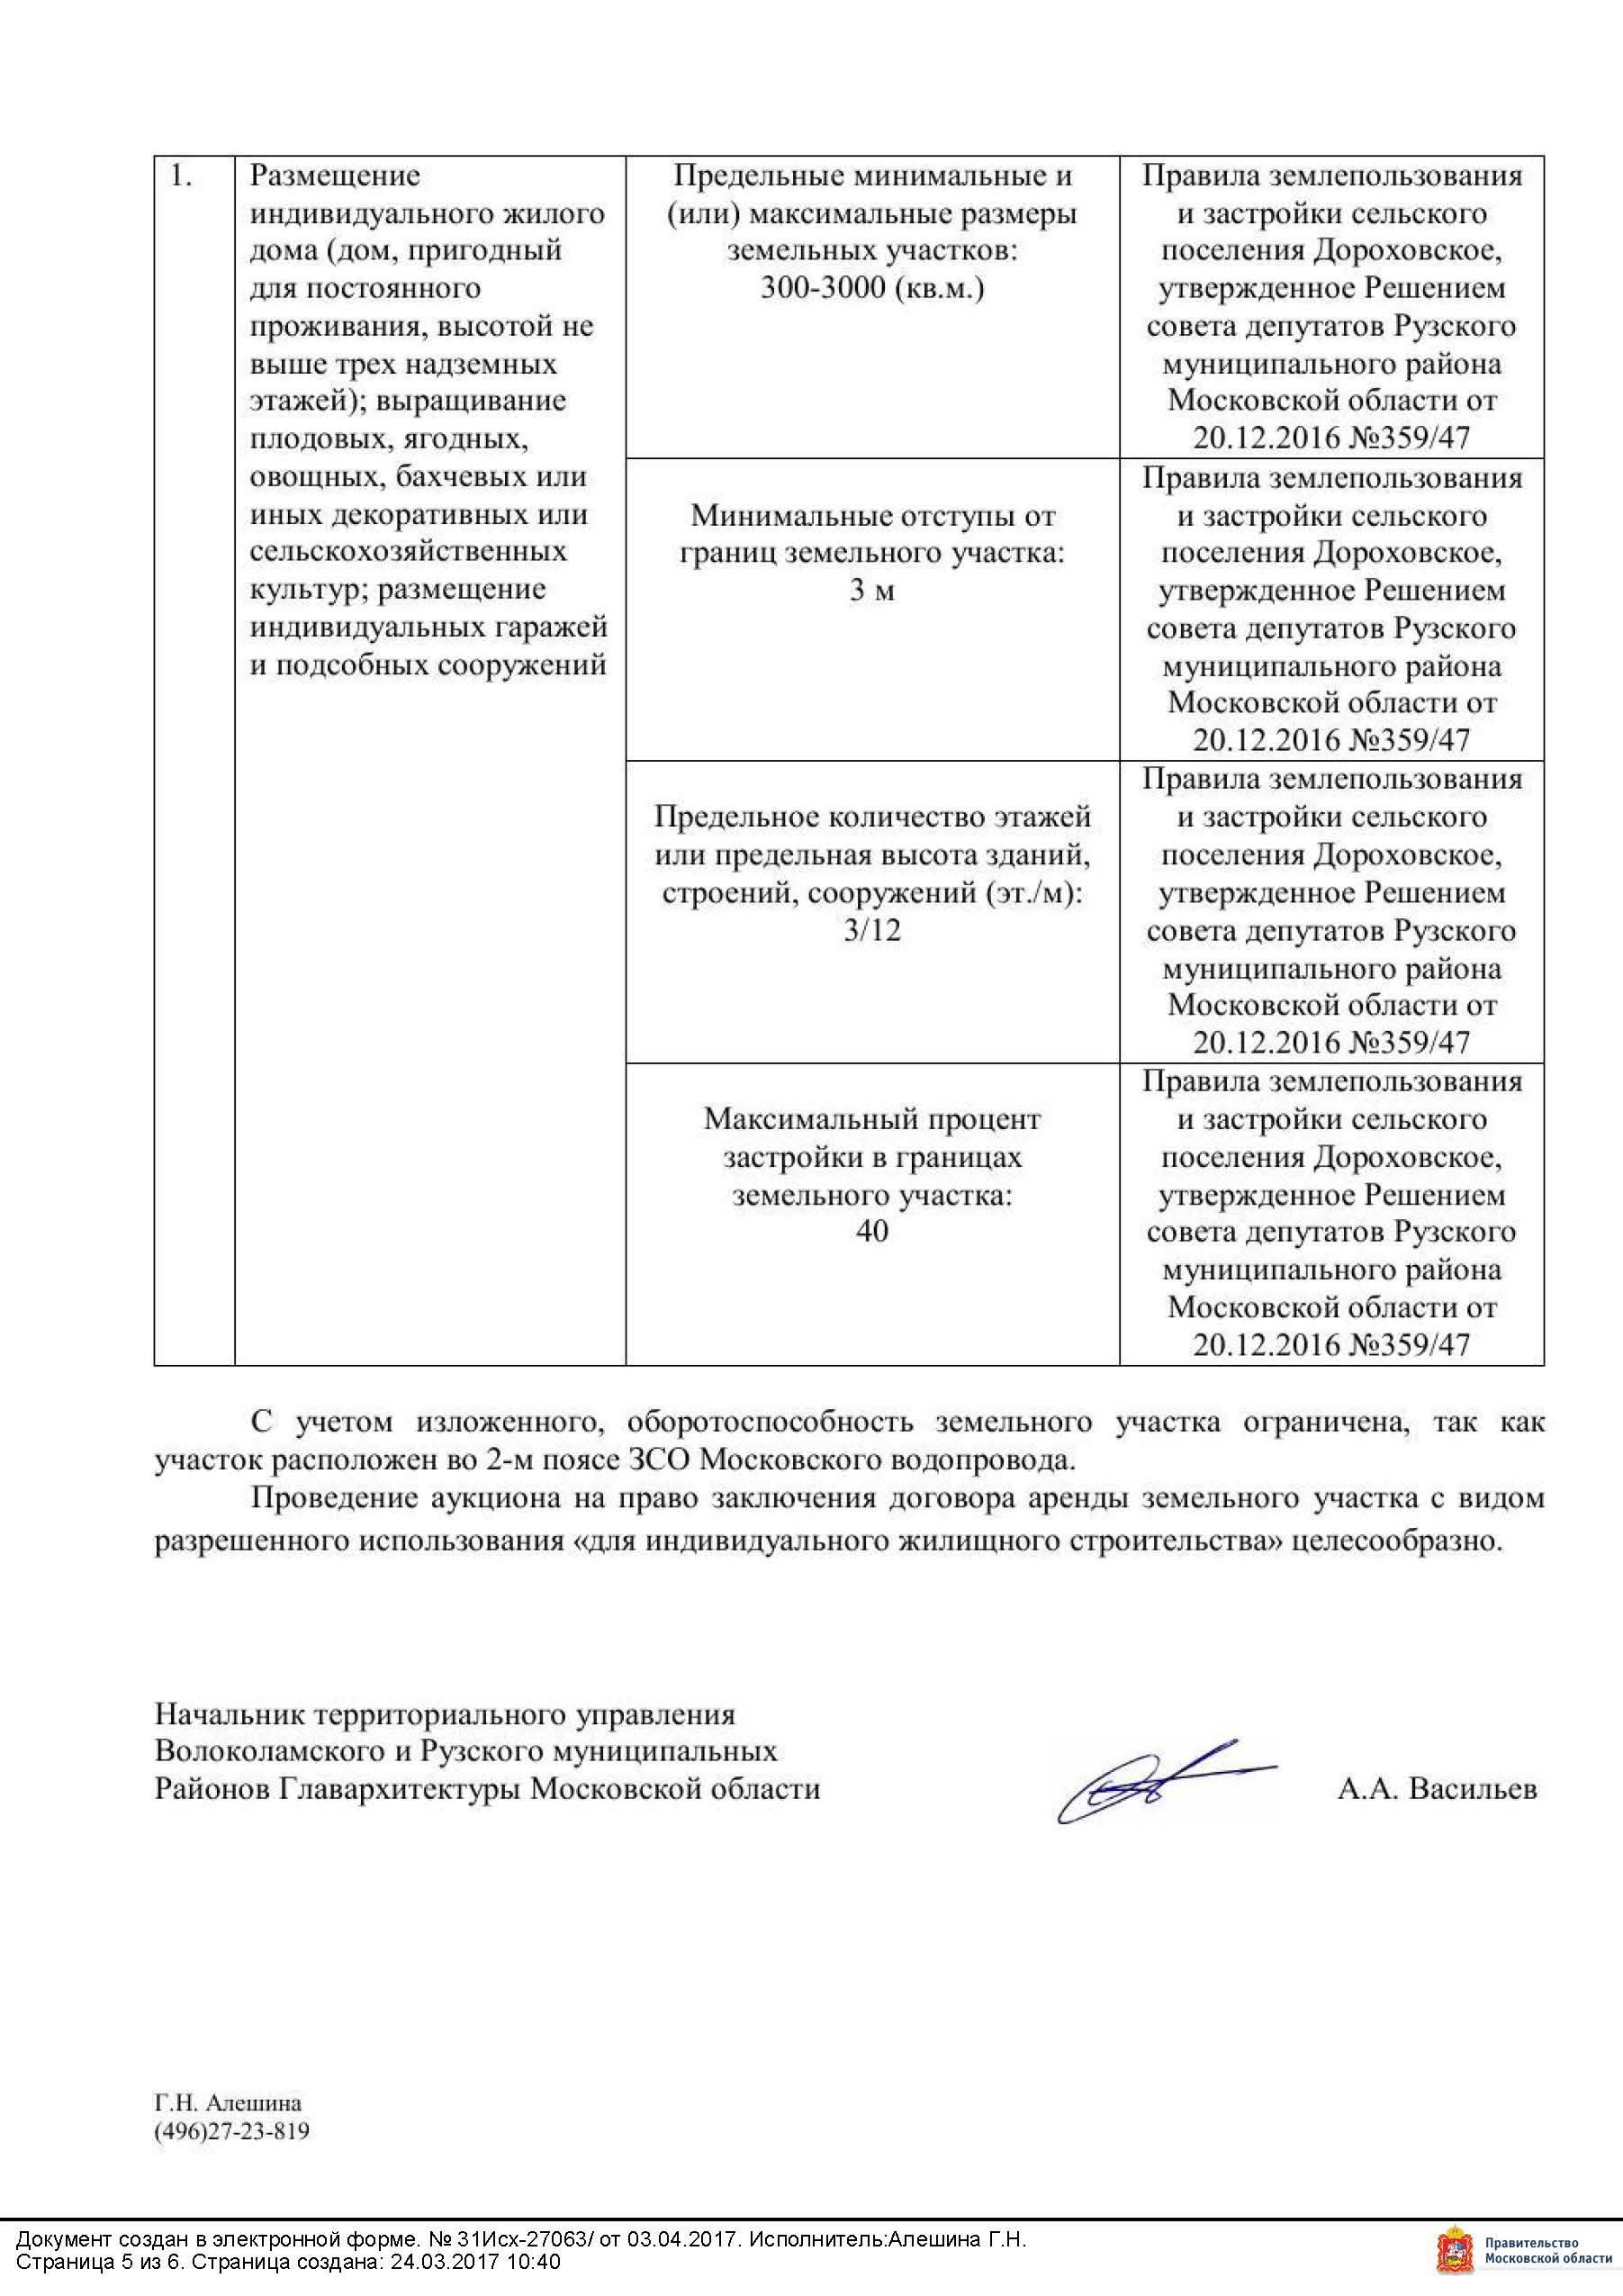 1.
Размещение
индивидуального жилого
дома (дом, пригодный
для постоянного
проживания, высотой не
выше трех надземных
этажей); выращивание
плодовых, ягодных,
овощных, бахчевых или
иных декоративных или
сельскохозяйственных
культур; размещение
индивидуальных гаражей
и подсобных сооружений
Предельные минимальные и
(или) максимальные размеры
земельных участков:
300-3000 (кв.м.)
Правила землепользования
и застройки сельского
поселения Дороховское,
утвержденное Решением
совета депутатов Рузского
муниципального района
Московской области от
20.12.2016 №359/47
Минимальные отступы от
границ земельного участка:
3 м
Правила землепользования
и застройки сельского
поселения Дороховское,
утвержденное Решением
совета депутатов Рузского
муниципального района
Московской области от
20.12.2016 №359/47
Предельное количество этажей
или предельная высота зданий,
строений, сооружений (эт./м):
3/12
Правила землепользования
и застройки сельского
поселения Дороховское,
утвержденное Решением
совета депутатов Рузского
муниципального района
Московской области от
20.12.2016 №359/47
Максимальный процент
застройки в границах
земельного участка:
40
Правила землепользования
и застройки сельского
поселения Дороховское,
утвержденное Решением
совета депутатов Рузского
муниципального района
Московской области от
20.12.2016 №359/47
С учетом изложенного, оборотоспособность земельного участка ограничена, так как
участок расположен во 2-м поясе ЗСО Московского водопровода.
Проведение аукциона на право заключения договора аренды земельного участка с видом
разрешенного использования «для индивидуального жилищного строительства» целесообразно.
Начальник территориального управления
Волоколамского и Рузского муниципальных
Районов Главархитектуры Московской области
А.А. Васильев
Г.Н. Алешина
(496)27-23-819
Документ создан в электронной форме. № 31Исх-27063/ от 03.04.2017. Исполнитель:Алешина Г.Н.
Страница 5 из 6. Страница создана: 24.03.2017 10:40
Правительство
Московской области